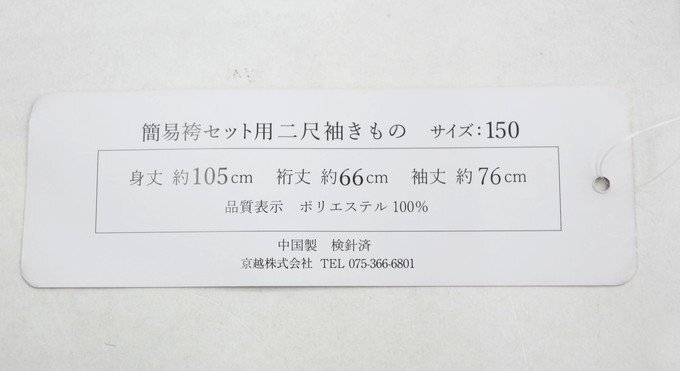 簡易袴セット用二尺袖きもの サイズ：150
身丈 約105cm 裄丈 約66cm 袖丈 約76cm
品質表示 ポリエステル 100%
中国製 検針済
京越株式会社 TEL 075-366-6801